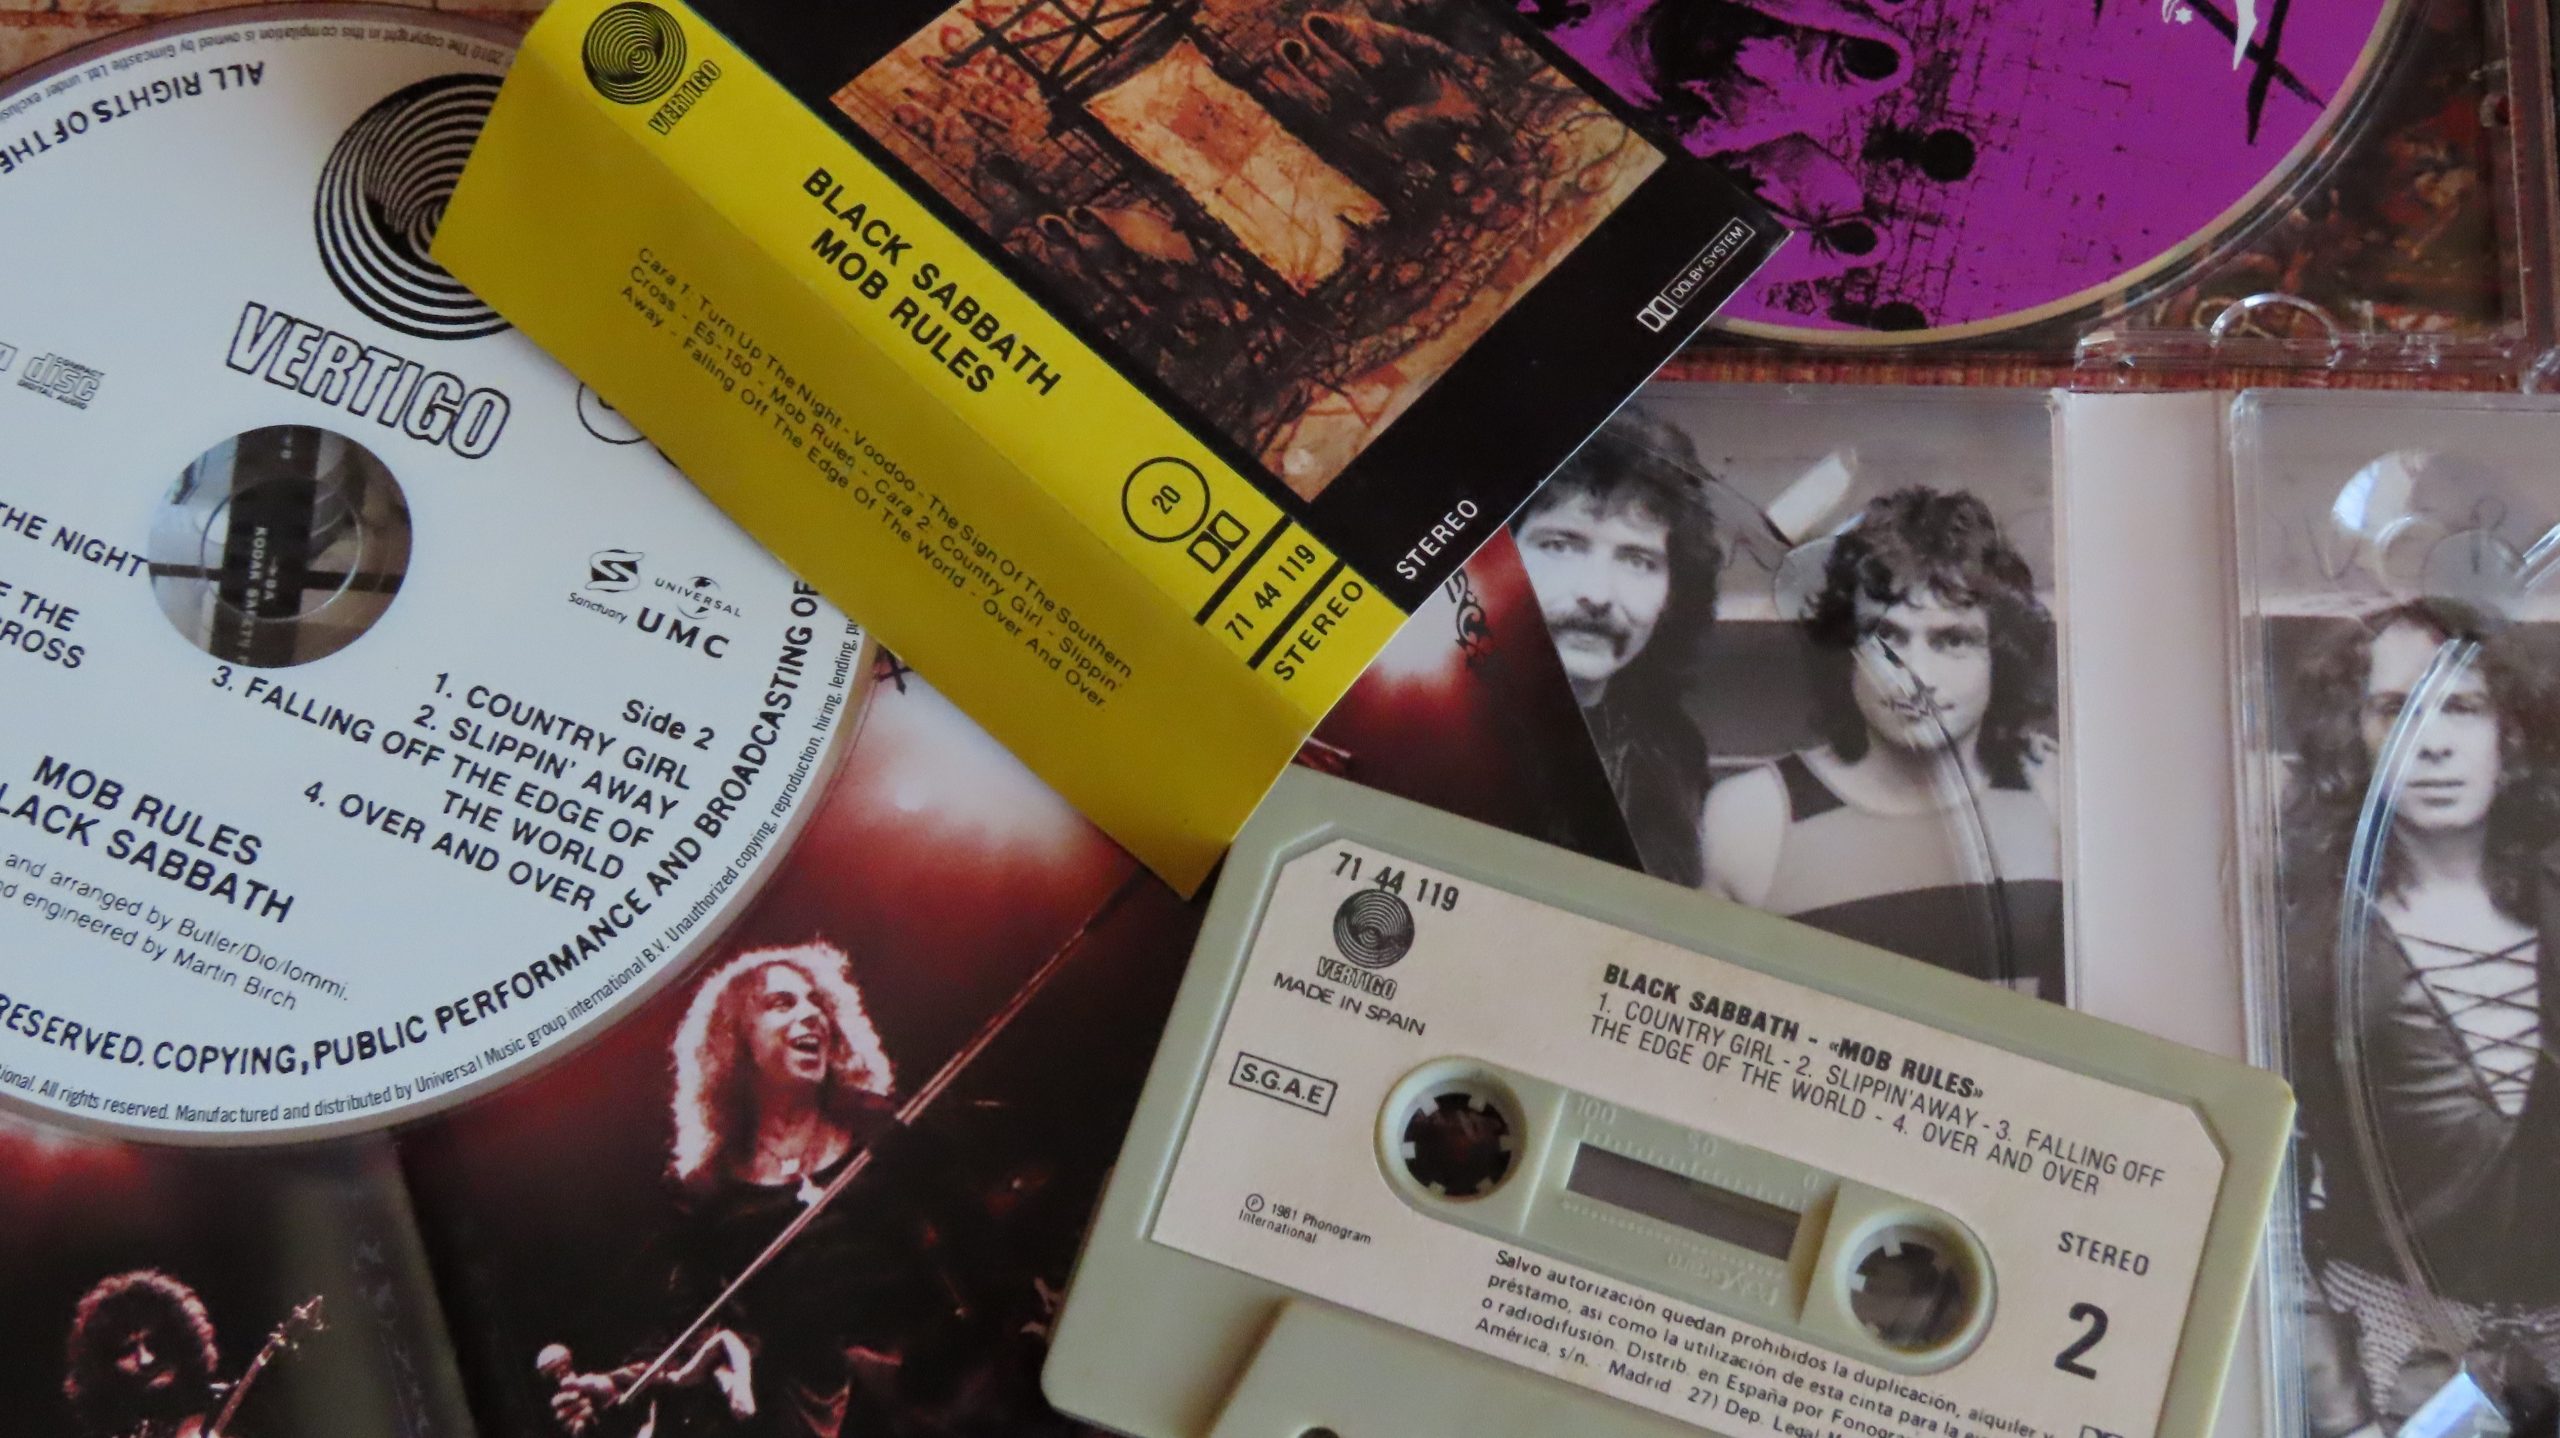 ALL RIGHTS OF THE
VERTIGO
DIGITAL AUDIO
THE NIGHT
THE
CROSS
Sanctuary
UNIVERSAL
UMC
Side 2
1. COUNTRY GIRL
2. SLIPPIN' AWAY
3. FALLING OFF THE EDGE OF
THE WORLD
4. OVER AND OVER
MOB RULES
LACK SABBATH
and arranged by Butler/Dio/Iommi.
engineered by Martin Birch
RESERVED. COPYING, PUBLIC PERFORMANCE AND BROADCASTING OF
All rights reserved. Manufactured and distributed by Universal Music group international B.V. Unauthorized copying, reproduction, hiring, lending,
VERTIGO
BLACK SABBATH
MOB RULES
20
71 44 119
STEREO
Cara 1: Turn Up The Night - Voodoo - The Sign Of The Southern
Cross - E5-150 - Mob Rules - Cara 2: Country Girl - Slippin'
Away - Falling Off The Edge Of The World - Over And Over
DOLBY SYSTEM
STEREO
71 44 119
VERTIGO
MADE IN SPAIN
S.G.A.E
BLACK SABBATH - «MOB RULES»
1. COUNTRY GIRL - 2. SLIPPIN'AWAY - 3. FALLING OFF
THE EDGE OF THE WORLD - 4. OVER AND OVER
100 50 0
Ⓟ 1981 Phonogram
International
STEREO
2
Salvo autorización quedan prohibidos la duplicación, alquiler y
préstamo, asi como la utilización de esta cinta para la
o radiodifusión. Distrib. en España por
América, s/n. - Madrid - 27) Dep. Legal